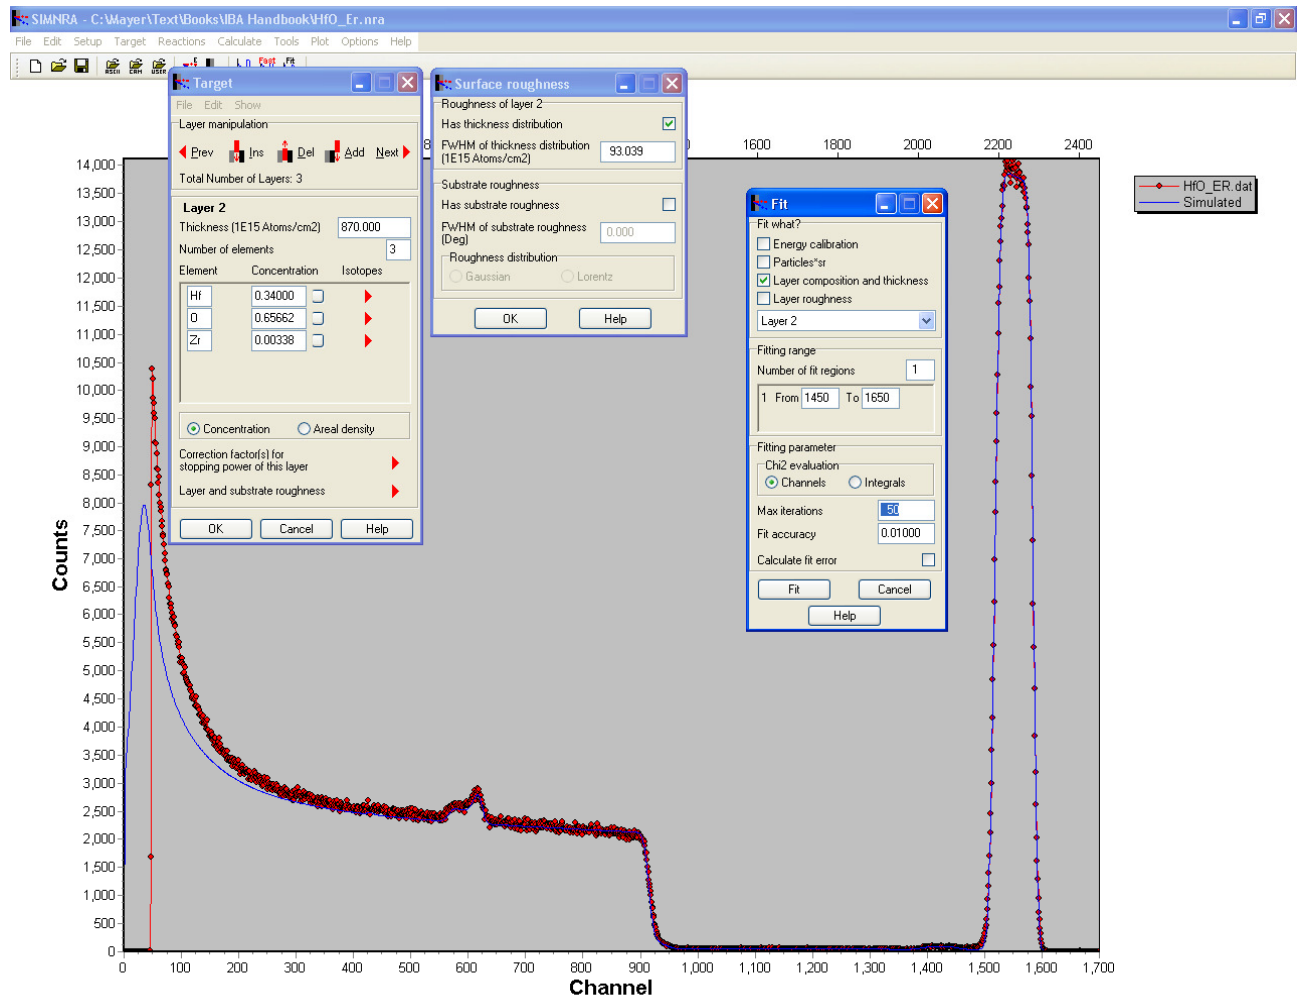 SIMNRA - C:\Mayer\Text\Books\IBA Handbook\HfO_Er.nra
File Edit Setup Target Reactions Calculate Tools Plot Options Help
ASCII CAM USER Fast Fit
Target
File Edit Show
Layer manipulation
Prev Ins Del Add Next
Total Number of Layers: 3
Layer 2
Thickness (1E15 Atoms/cm2) 870.000
Number of elements 3
Element Concentration Isotopes
Hf 0.34000
O 0.65662
Zr 0.00338
Concentration Areal density
Correction factor(s) for
stopping power of this layer
Layer and substrate roughness
OK Cancel Help
Surface roughness
Roughness of layer 2
Has thickness distribution
FWHM of thickness distribution
(1E15 Atoms/cm2) 93.039
Substrate roughness
Has substrate roughness
FWHM of substrate roughness
(Deg) 0.000
Roughness distribution
Gaussian Lorentz
OK Help
Fit
Fit what?
Energy calibration
Particles*sr
Layer composition and thickness
Layer roughness
Layer 2
Fitting range
Number of fit regions 1
1 From 1450 To 1650
Fitting parameter
Chi2 evaluation
Channels Integrals
Max iterations 50
Fit accuracy 0.01000
Calculate fit error
Fit Cancel
Help
1600 1800 2000 2200 2400
HfO_ER.dat
Simulated
14,000
13,500
13,000
12,500
12,000
11,500
11,000
10,500
10,000
9,500
9,000
8,500
8,000
7,500
7,000
6,500
6,000
5,500
5,000
4,500
4,000
3,500
3,000
2,500
2,000
1,500
1,000
500
0
Counts
0 100 200 300 400 500 600 700 800 900 1,000 1,100 1,200 1,300 1,400 1,500 1,600 1,700
Channel